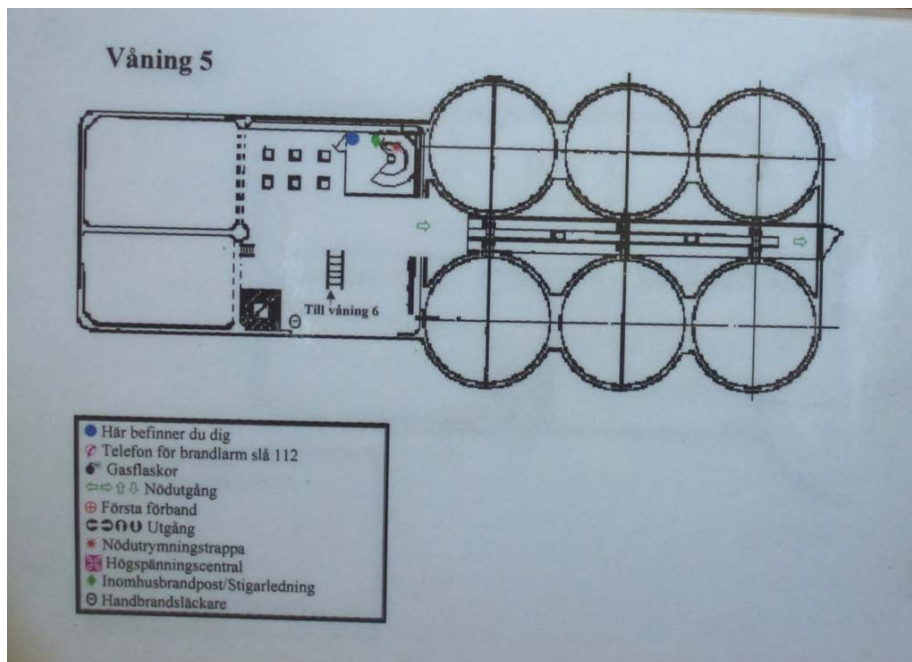 Våning 5
Till våning 6
Här befinner du dig
Telefon för brandlarm slå 112
Gasflaskor
Nödutgång
Första förband
Utgång
Nödutrymningstrappa
Högspänningscentral
Inomhusbrandpost/Stigarledning
Handbrandsläckare